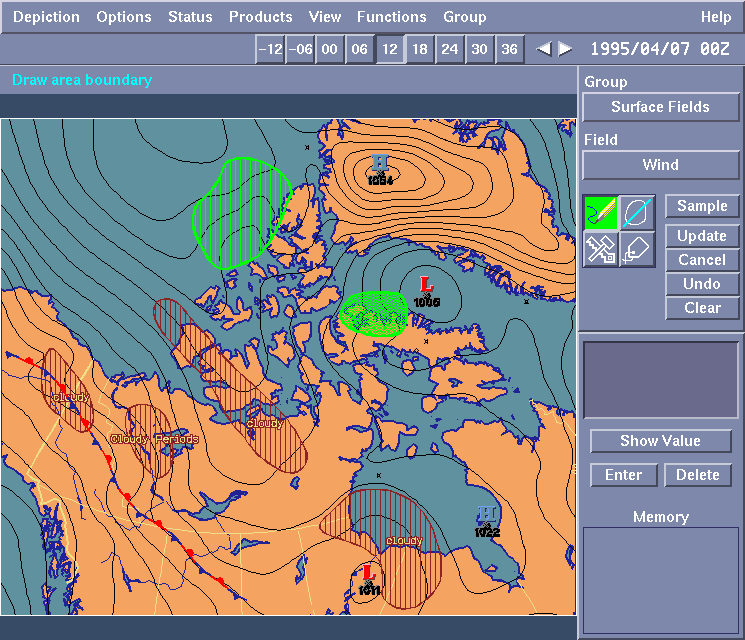 Depiction Options Status Products View Functions Group Help
-12 -06 00 06 12 18 24 30 36 1995/04/07 00Z
Draw area boundary
Group
Surface Fields
Field
Wind
Sample
Update
Cancel
Undo
Clear
H
1054
L
1005
cloudy
Cloudy Periods
cloudy
Show Value
Enter Delete
Memory
H
1022
cloudy
L
1011